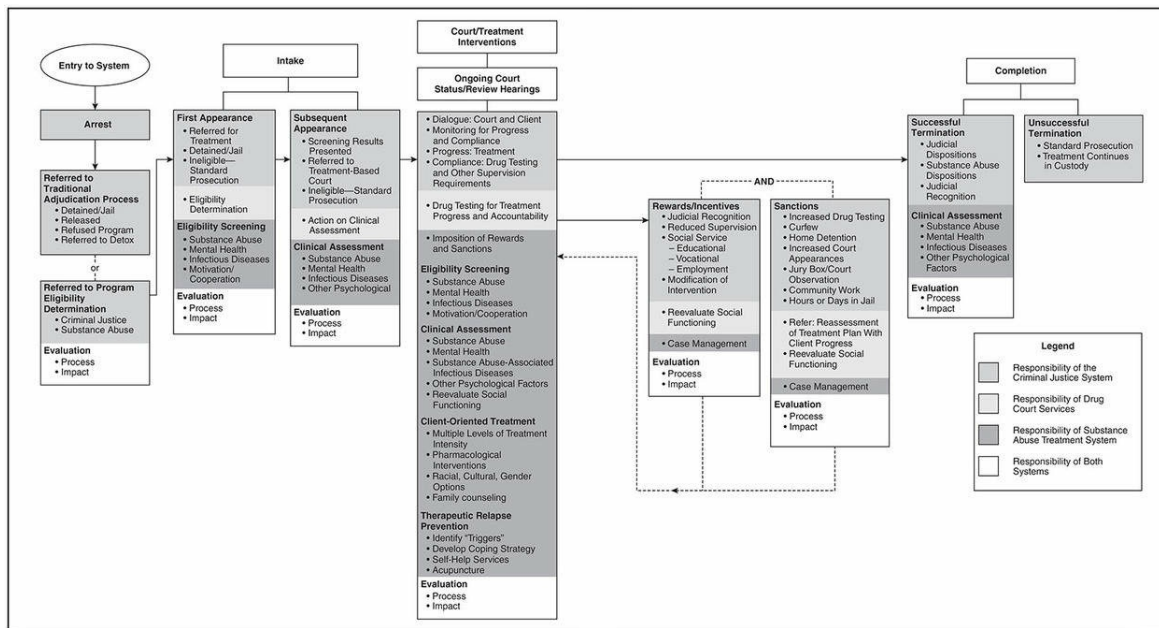 Entry to System
Arrest
Referred to
Traditional
Adjudication Process
• Detained/Jail
• Released
• Refused Program
• Referred to Detox
or
Referred to Program
Eligibility
Determination
• Criminal Justice
• Substance Abuse
Evaluation
• Process
• Impact
Intake
First Appearance
• Referred for
Treatment
• Detained/Jail
• Ineligible—
Standard
Prosecution
• Eligibility
Determination
Eligibility Screening
• Substance Abuse
• Mental Health
• Infectious Diseases
• Motivation/
Cooperation
Evaluation
• Process
• Impact
Subsequent
Appearance
• Screening Results
Presented
• Referred to
Treatment-Based
Court
• Ineligible—Standard
Prosecution
• Action on Clinical
Assessment
Clinical Assessment
• Substance Abuse
• Mental Health
• Infectious Diseases
• Other Psychological
Evaluation
• Process
• Impact
Court/Treatment
Interventions
Ongoing Court
Status/Review Hearings
• Dialogue: Court and Client
• Monitoring for Progress
and Compliance
• Progress: Treatment
• Compliance: Drug Testing
and Other Supervision
Requirements
• Drug Testing for Treatment
Progress and Accountability
• Imposition of Rewards
and Sanctions
Eligibility Screening
• Substance Abuse
• Mental Health
• Infectious Diseases
• Motivation/Cooperation
Clinical Assessment
• Substance Abuse
• Mental Health
• Substance Abuse-Associated
Infectious Diseases
• Other Psychological Factors
• Reevaluate Social
Functioning
Client-Oriented Treatment
• Multiple Levels of Treatment
Intensity
• Pharmacological
Interventions
• Racial, Cultural, Gender
Options
• Family counseling
Therapeutic Relapse
Prevention
• Identify “Triggers”
• Develop Coping Strategy
• Self-Help Services
• Acupuncture
Evaluation
• Process
• Impact
AND
Rewards/Incentives
• Judicial Recognition
• Reduced Supervision
• Social Service
– Educational
– Vocational
– Employment
• Modification of
Intervention
• Reevaluate Social
Functioning
• Case Management
Evaluation
• Process
• Impact
Sanctions
• Increased Drug Testing
• Curfew
• Home Detention
• Increased Court
Appearances
• Jury Box/Court
Observation
• Community Work
• Hours or Days in Jail
• Refer: Reassessment
of Treatment Plan With
Client Progress
• Reevaluate Social
Functioning
• Case Management
Evaluation
• Process
• Impact
Completion
Successful
Termination
• Judicial
Dispositions
• Substance Abuse
Dispositions
• Judicial
Recognition
Clinical Assessment
• Substance Abuse
• Mental Health
• Infectious Diseases
• Other Psychological
Factors
Evaluation
• Process
• Impact
Unsuccessful
Termination
• Standard Prosecution
• Treatment Continues
in Custody
Legend
Responsibility of the
Criminal Justice System
Responsibility of Drug
Court Services
Responsibility of Substance
Abuse Treatment System
Responsibility of Both
Systems